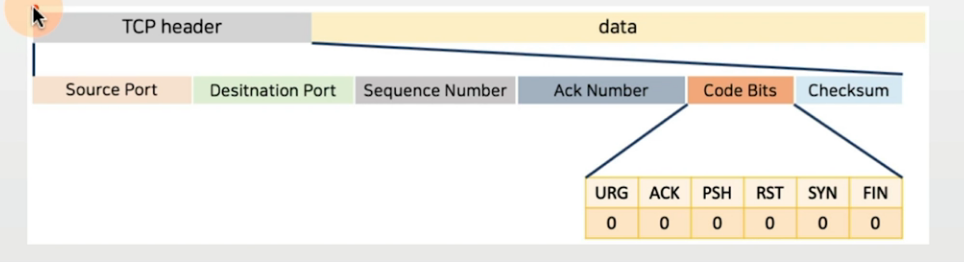 TCP header data
Source Port Desitnation Port Sequence Number Ack Number Code Bits Checksum
URG ACK PSH RST SYN FIN
0 0 0 0 0 0